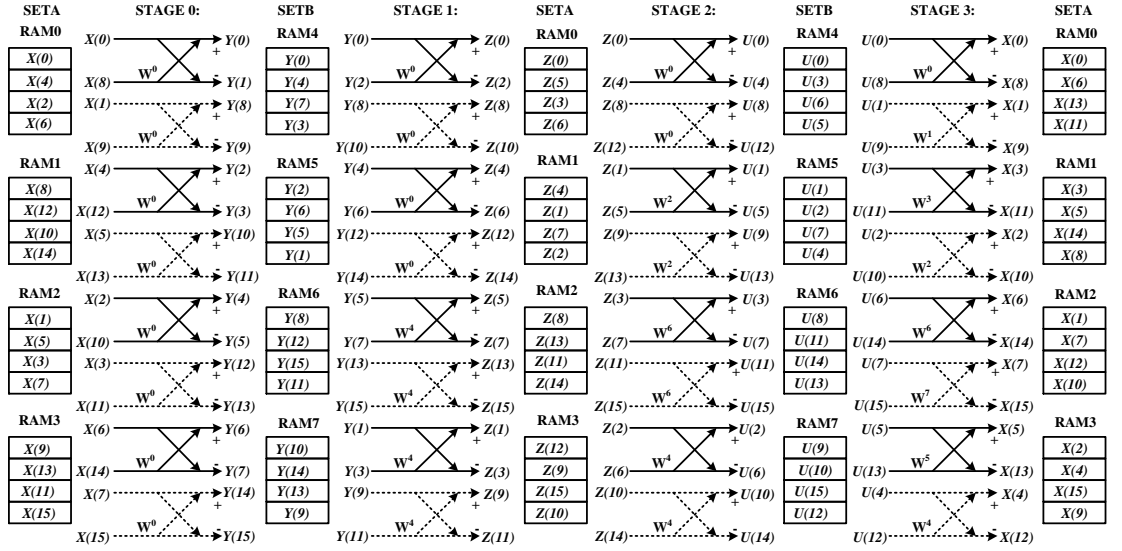 SETA STAGE 0: SETB STAGE 1: SETA STAGE 2: SETB STAGE 3: SETA
RAM0 X(0) Y(0) RAM4 Y(0) Z(0) RAM0 Z(0) U(0) RAM4 U(0) X(0) RAM0
+ + + +
X(0) Y(0) Z(0) U(0) X(0)
W0 - W0 - W0 - W0 -
X(4) X(8) Y(1) Y(4) Y(2) Z(2) Z(5) Z(4) U(4) U(3) U(8) X(8) X(6)
X(2) X(1) Y(8) Y(7) Y(8) Z(8) Z(3) Z(8) U(8) U(6) U(1) X(1) X(13)
+ + + +
X(6) Y(3) Z(6) U(5) X(11)
W0 - W0 - W0 - W1 -
X(9) Y(9) Y(10) Z(10) Z(12) U(12) U(9) X(9)
RAM1 X(4) Y(2) RAM5 Y(4) Z(4) RAM1 Z(1) U(1) RAM5 U(3) X(3) RAM1
+ + + +
X(8) Y(2) Z(4) U(1) X(3)
W0 - W0 - W2 - W3 -
X(12) X(12) Y(3) Y(6) Y(6) Z(6) Z(1) Z(5) U(5) U(2) U(11) X(11) X(5)
X(10) X(5) Y(10) Y(5) Y(12) Z(12) Z(7) Z(9) U(9) U(7) U(2) X(2) X(14)
+ + + +
X(14) Y(1) Z(2) U(4) X(8)
W0 - W0 - W2 - W2 -
X(13) Y(11) Y(14) Z(14) Z(13) U(13) U(10) X(10)
RAM2 X(2) Y(4) RAM6 Y(5) Z(5) RAM2 Z(3) U(3) RAM6 U(6) X(6) RAM2
+ + + +
X(1) Y(8) Z(8) U(8) X(1)
W0 - W4 - W6 - W6 -
X(5) X(10) Y(5) Y(12) Y(7) Z(7) Z(13) Z(7) U(7) U(11) U(14) X(14) X(7)
X(3) X(3) Y(12) Y(15) Y(13) Z(13) Z(11) Z(11) U(11) U(14) U(7) X(7) X(12)
+ + + +
X(7) Y(11) Z(14) U(13) X(10)
W0 - W4 - W6 - W7 -
X(11) Y(13) Y(15) Z(15) Z(15) U(15) U(15) X(15)
RAM3 X(6) Y(6) RAM7 Y(1) Z(1) RAM3 Z(2) U(2) RAM7 U(5) X(5) RAM3
+ + + +
X(9) Y(10) Z(12) U(9) X(2)
W0 - W4 - W4 - W5 -
X(13) X(14) Y(7) Y(14) Y(3) Z(3) Z(9) Z(6) U(6) U(10) U(13) X(13) X(4)
X(11) X(7) Y(14) Y(13) Y(9) Z(9) Z(15) Z(10) U(10) U(15) U(4) X(4) X(15)
+ + + +
X(15) Y(9) Z(10) U(12) X(9)
W0 - W4 - W4 - W4 -
X(15) Y(15) Y(11) Z(11) Z(14) U(14) U(12) X(12)